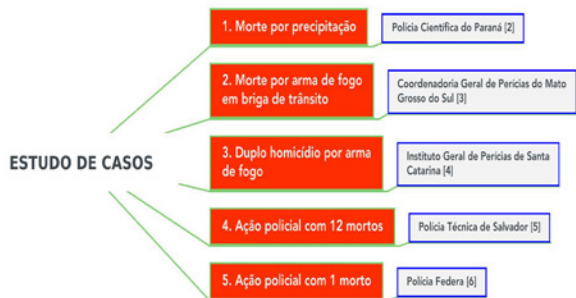 1. Morte por precipitação
Polícia Científica do Paraná [2]
2. Morte por arma de fogo
em briga de trânsito
Coordenadoria Geral de Perícias do Mato
Grosso do Sul [3]
ESTUDO DE CASOS
3. Duplo homicídio por arma
de fogo
Instituto Geral de Perícias de Santa
Catarina [4]
4. Ação policial com 12 mortos
Polícia Técnica de Salvador [5]
5. Ação policial com 1 morto
Polícia Federa [6]